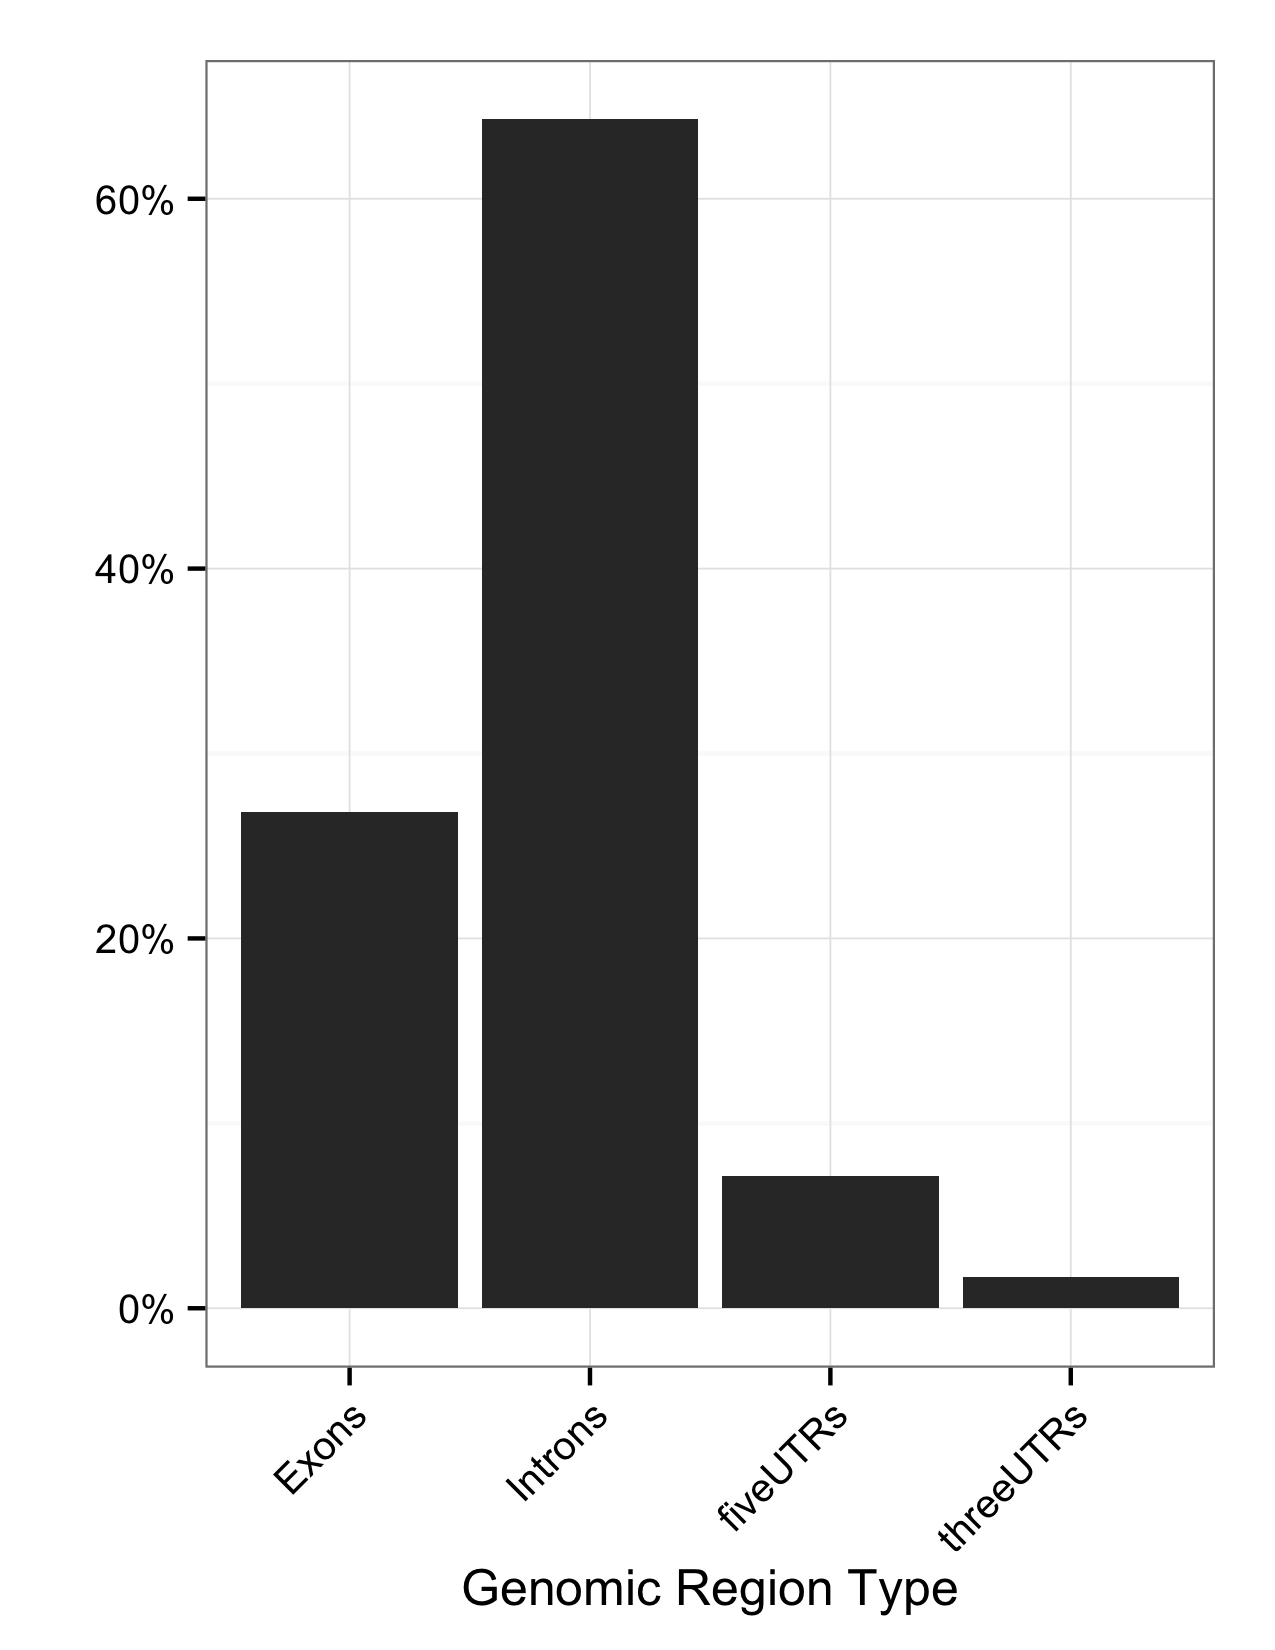 60%
40%
20%
0%
Exons
Introns
fiveUTRs
threeUTRs
Genomic Region Type